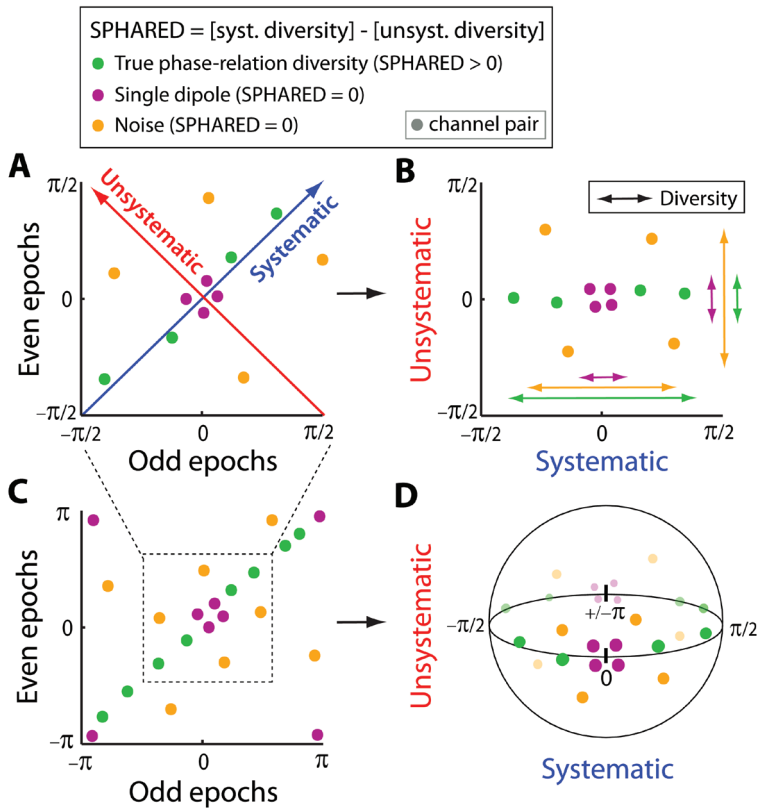 SPHARED = [syst. diversity] - [unsyst. diversity]
True phase-relation diversity (SPHARED > 0)
Single dipole (SPHARED = 0)
Noise (SPHARED = 0)
channel pair
A
π/2
0
−π/2
Even epochs
Unsystematic
Systematic
−π/2
0
π/2
Odd epochs
B
π/2
0
−π/2
Unsystematic
Diversity
−π/2
0
π/2
Systematic
C
π
0
−π
Even epochs
−π
0
π
Odd epochs
D
Unsystematic
−π/2
+/−π
π/2
0
Systematic